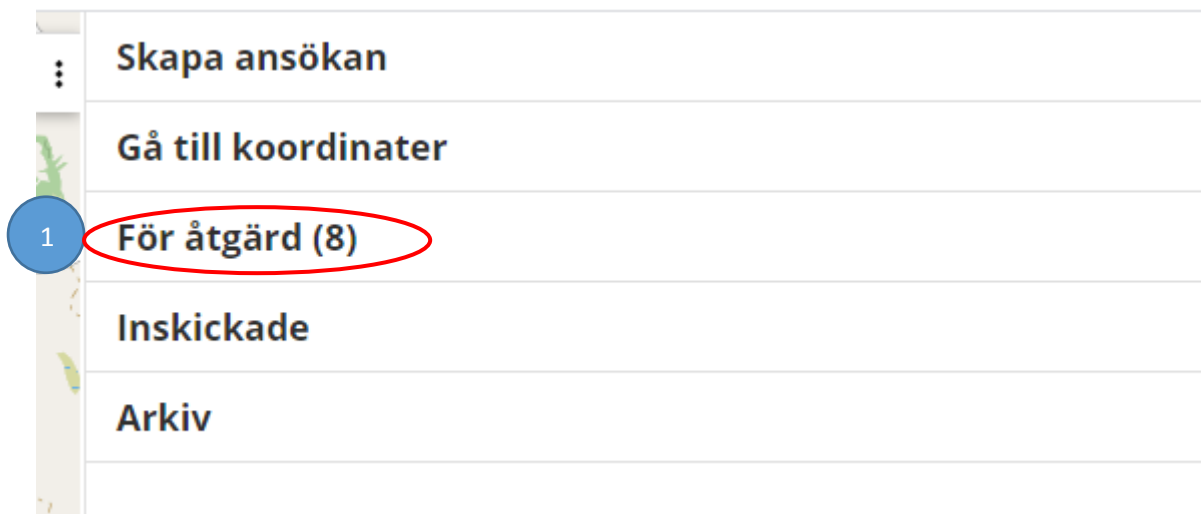 Skapa ansökan
Gå till koordinater
1
För åtgärd (8)
Inskickade
Arkiv